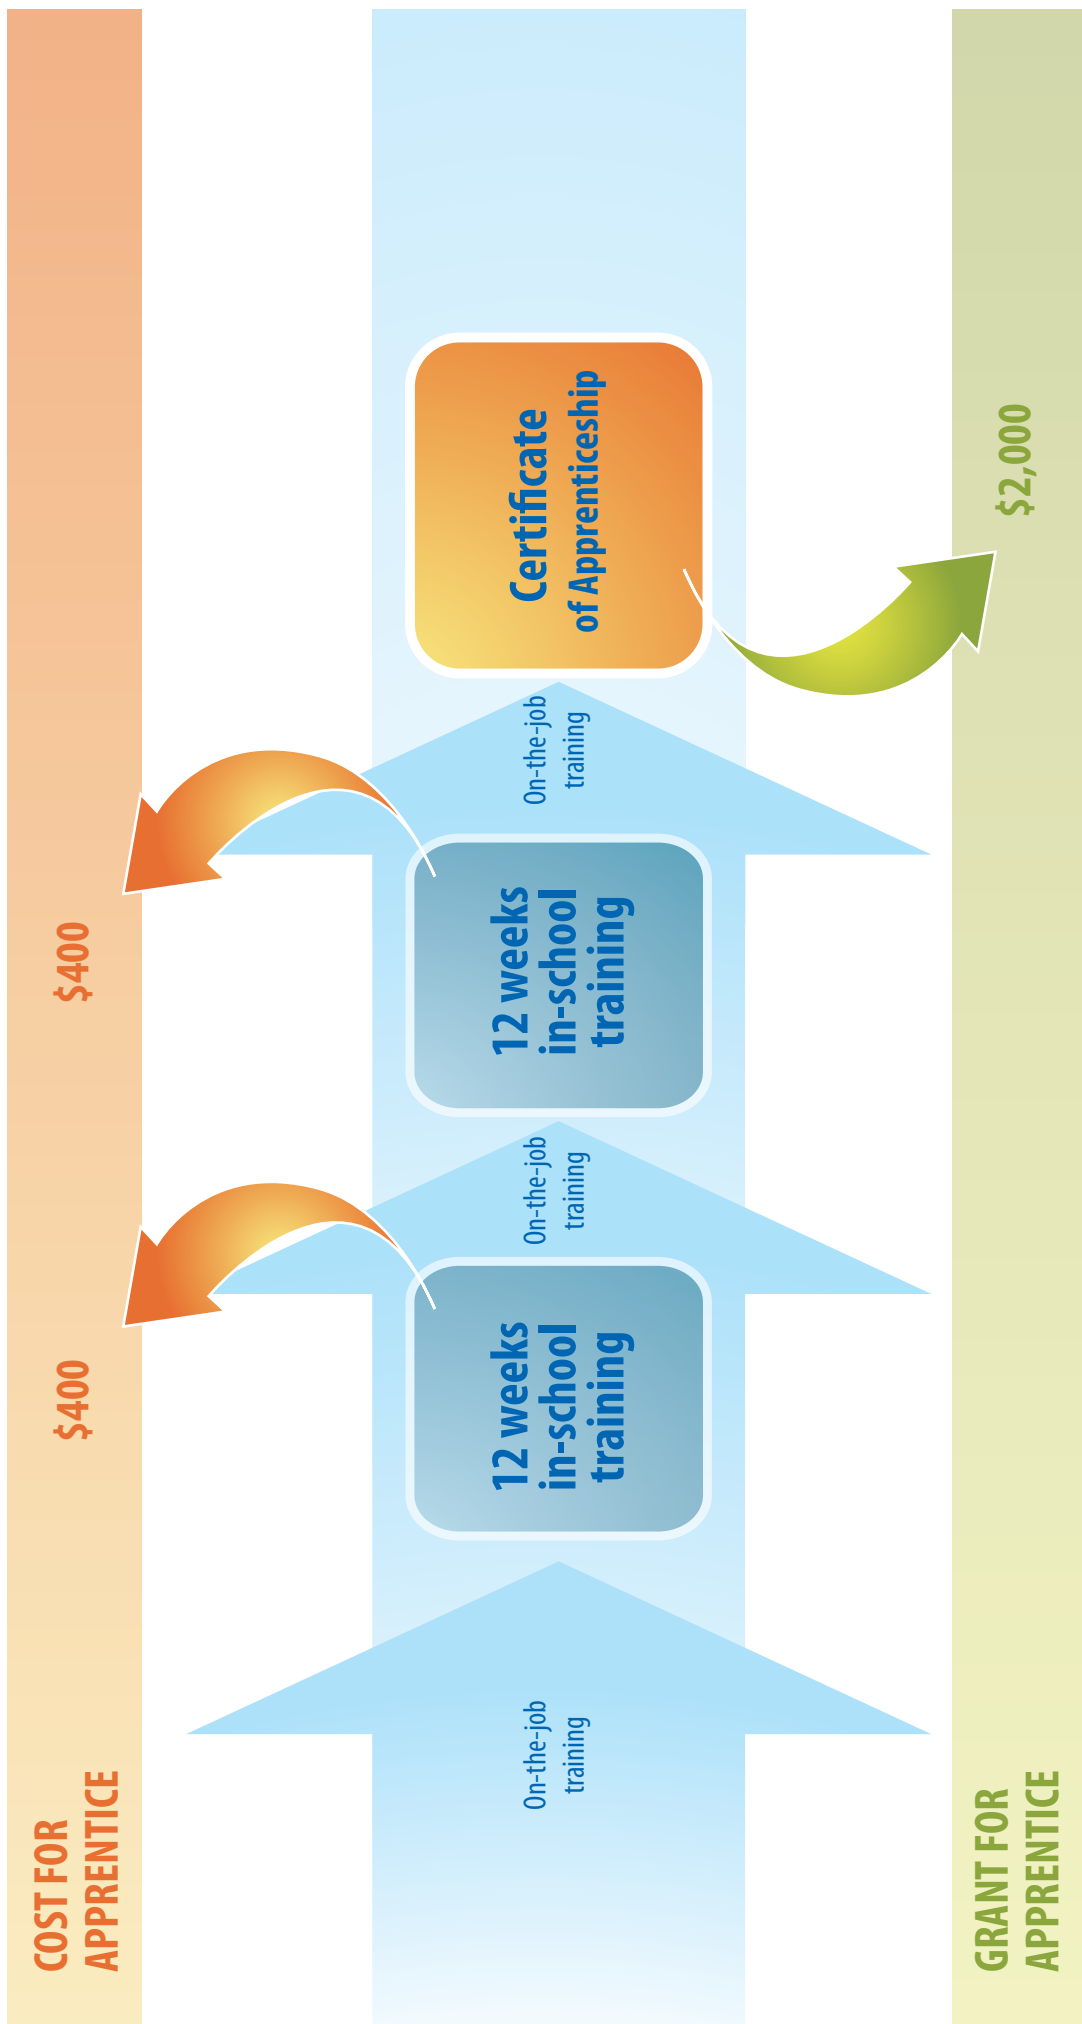 COST FOR
APPRENTICE
$400
$400
On-the-job
training
12 weeks
in-school
training
On-the-job
training
12 weeks
in-school
training
On-the-job
training
Certificate
of Apprenticeship
GRANT FOR
APPRENTICE
$2,000